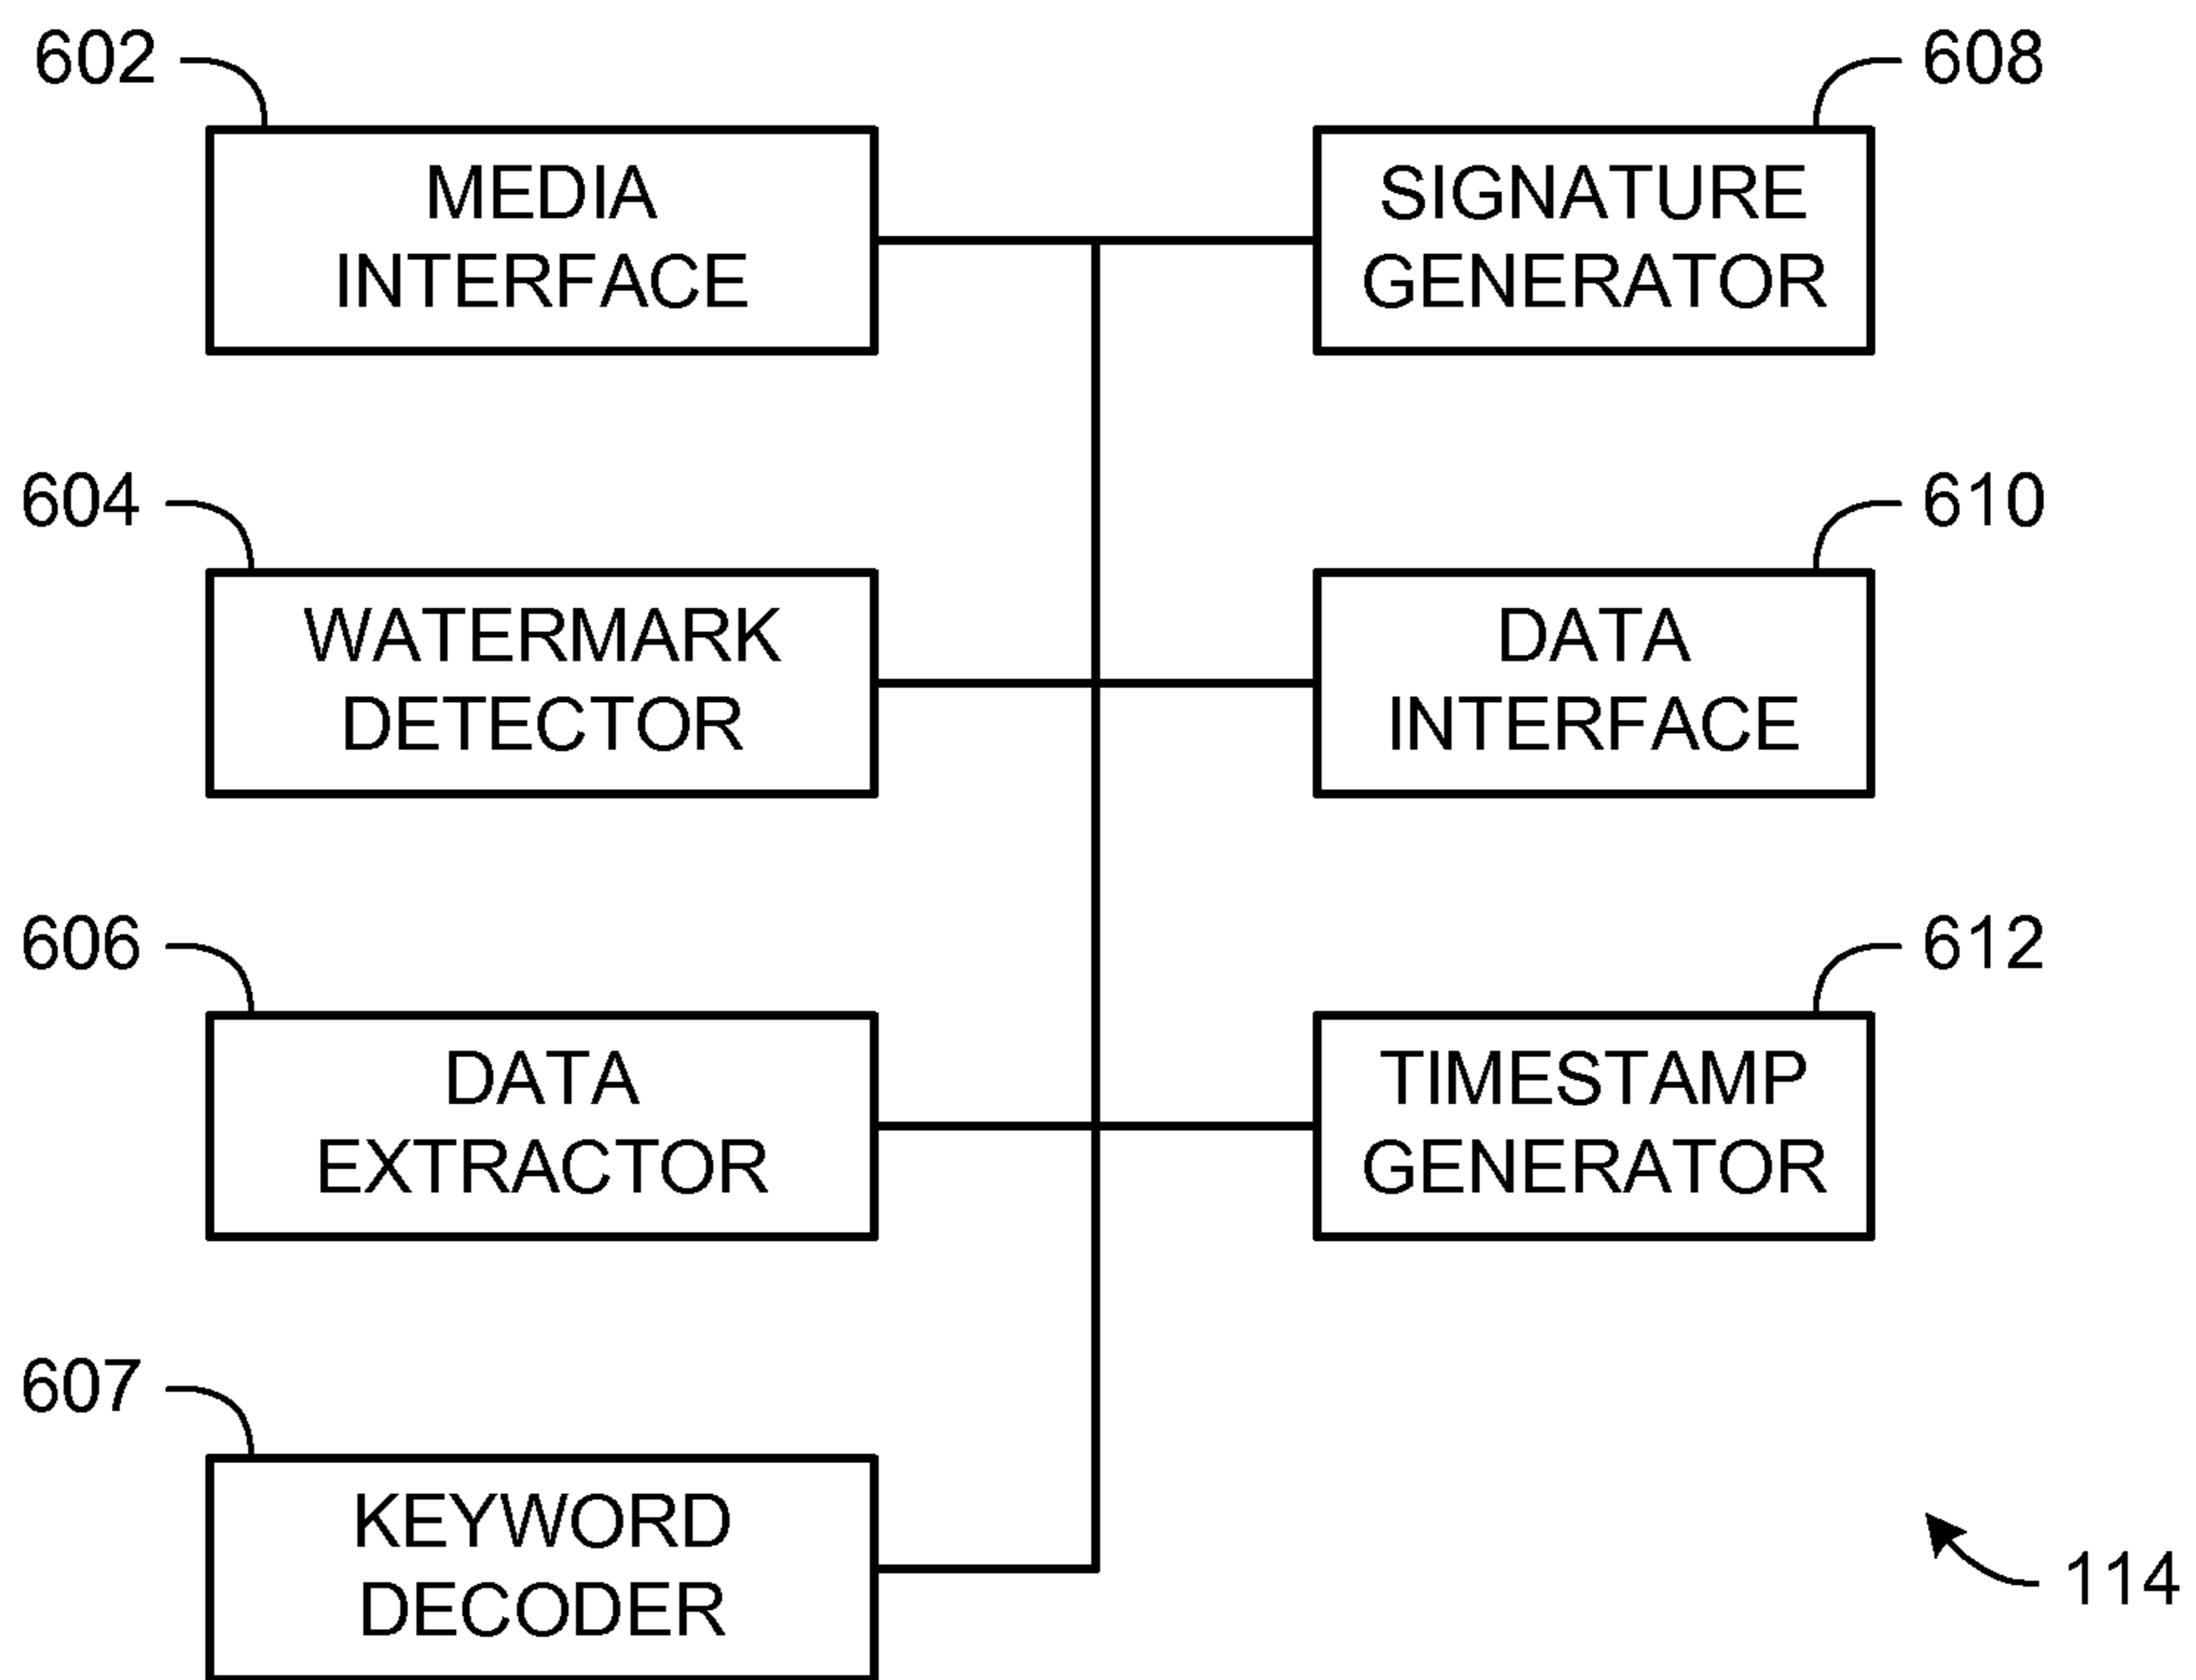 602
MEDIA
INTERFACE
608
SIGNATURE
GENERATOR
604
WATERMARK
DETECTOR
610
DATA
INTERFACE
606
DATA
EXTRACTOR
612
TIMESTAMP
GENERATOR
607
KEYWORD
DECODER
114